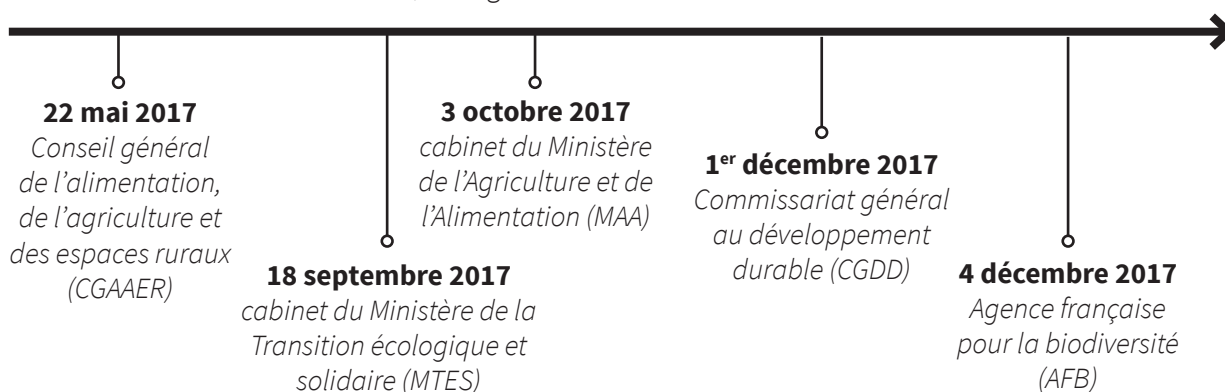 22 mai 2017
Conseil général
de l’alimentation,
de l’agriculture et
des espaces ruraux
(CGAAER)
18 septembre 2017
cabinet du Ministère de la
Transition écologique et
solidaire (MTES)
3 octobre 2017
cabinet du Ministère
de l’Agriculture et de
l’Alimentation (MAA)
1er décembre 2017
Commissariat général
au développement
durable (CGDD)
4 décembre 2017
Agence française
pour la biodiversité
(AFB)